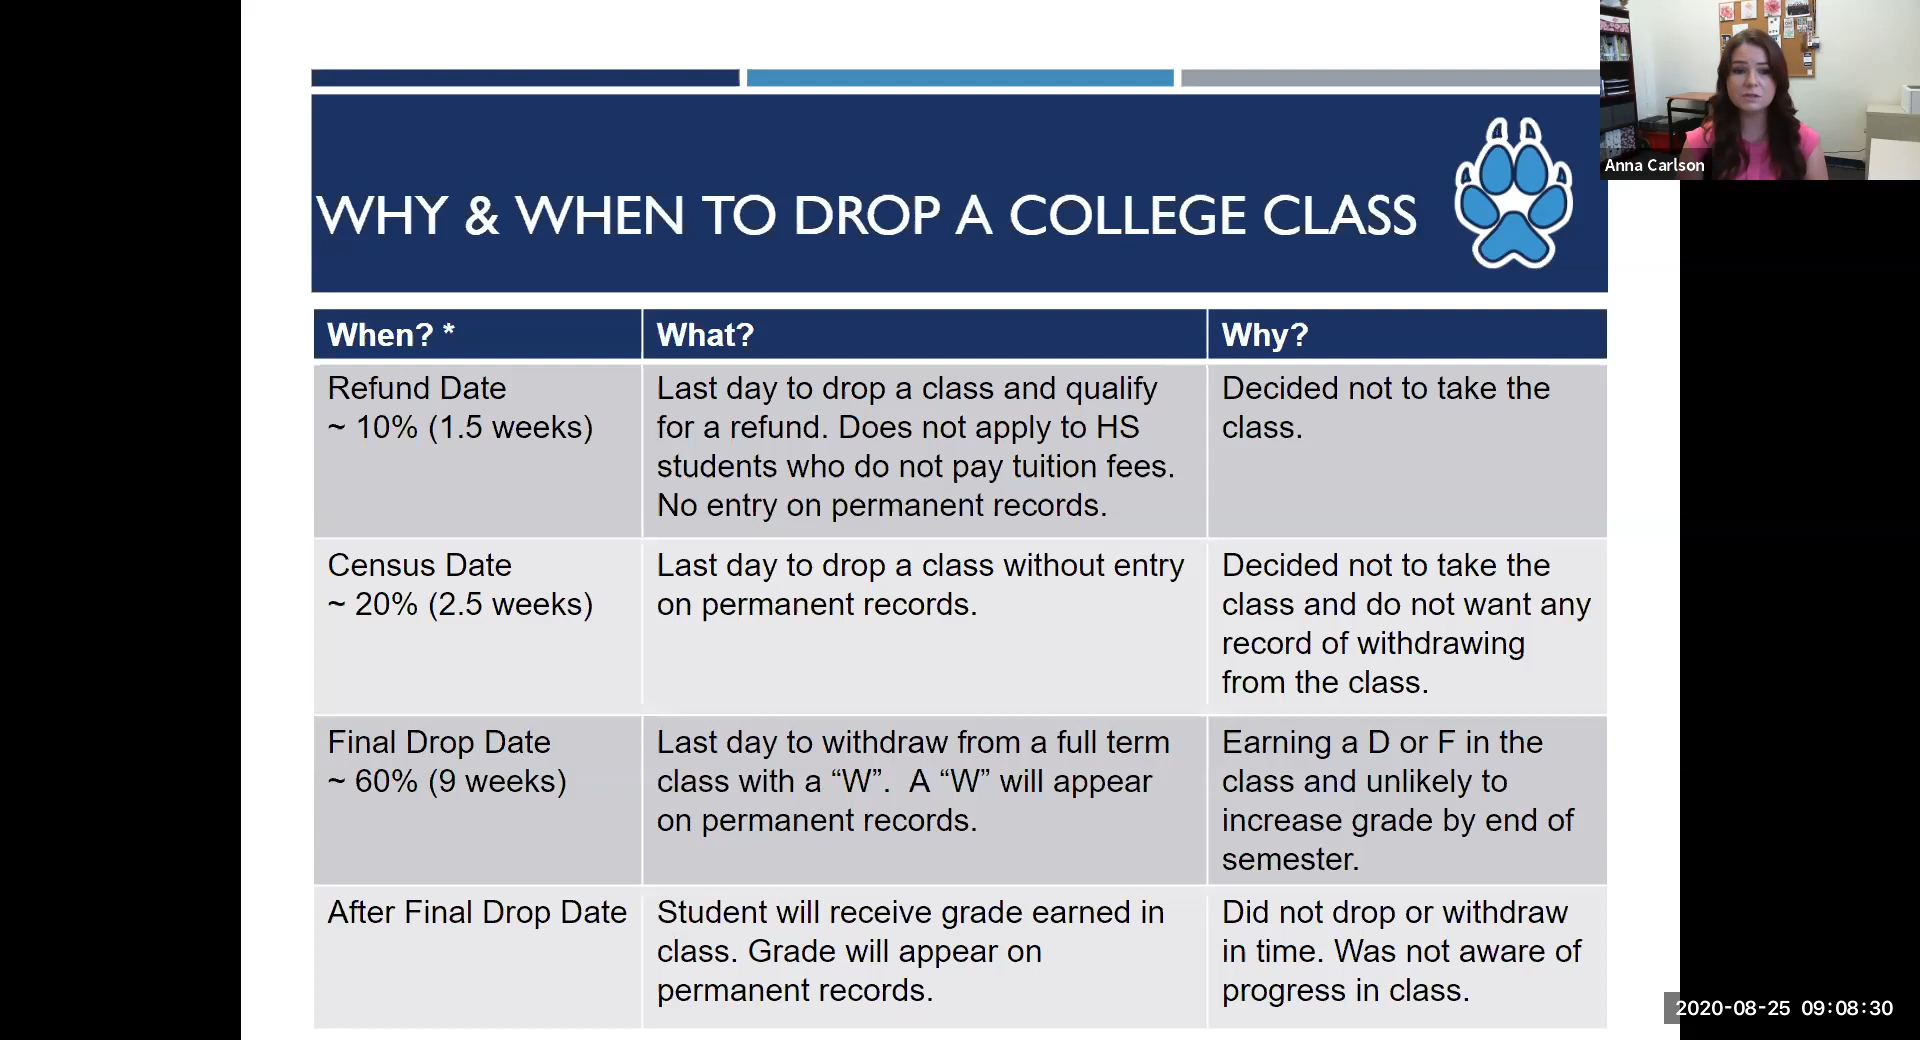 WHY & WHEN TO DROP A COLLEGE CLASS
Anna Carlson
When? *
What?
Why?
Refund Date
~ 10% (1.5 weeks)
Last day to drop a class and qualify
for a refund. Does not apply to HS
students who do not pay tuition fees.
No entry on permanent records.
Decided not to take the
class.
Census Date
~ 20% (2.5 weeks)
Last day to drop a class without entry
on permanent records.
Decided not to take the
class and do not want any
record of withdrawing
from the class.
Final Drop Date
~ 60% (9 weeks)
Last day to withdraw from a full term
class with a “W”.  A “W” will appear
on permanent records.
Earning a D or F in the
class and unlikely to
increase grade by end of
semester.
After Final Drop Date
Student will receive grade earned in
class. Grade will appear on
permanent records.
Did not drop or withdraw
in time. Was not aware of
progress in class.
2020-08-25 09:08:30